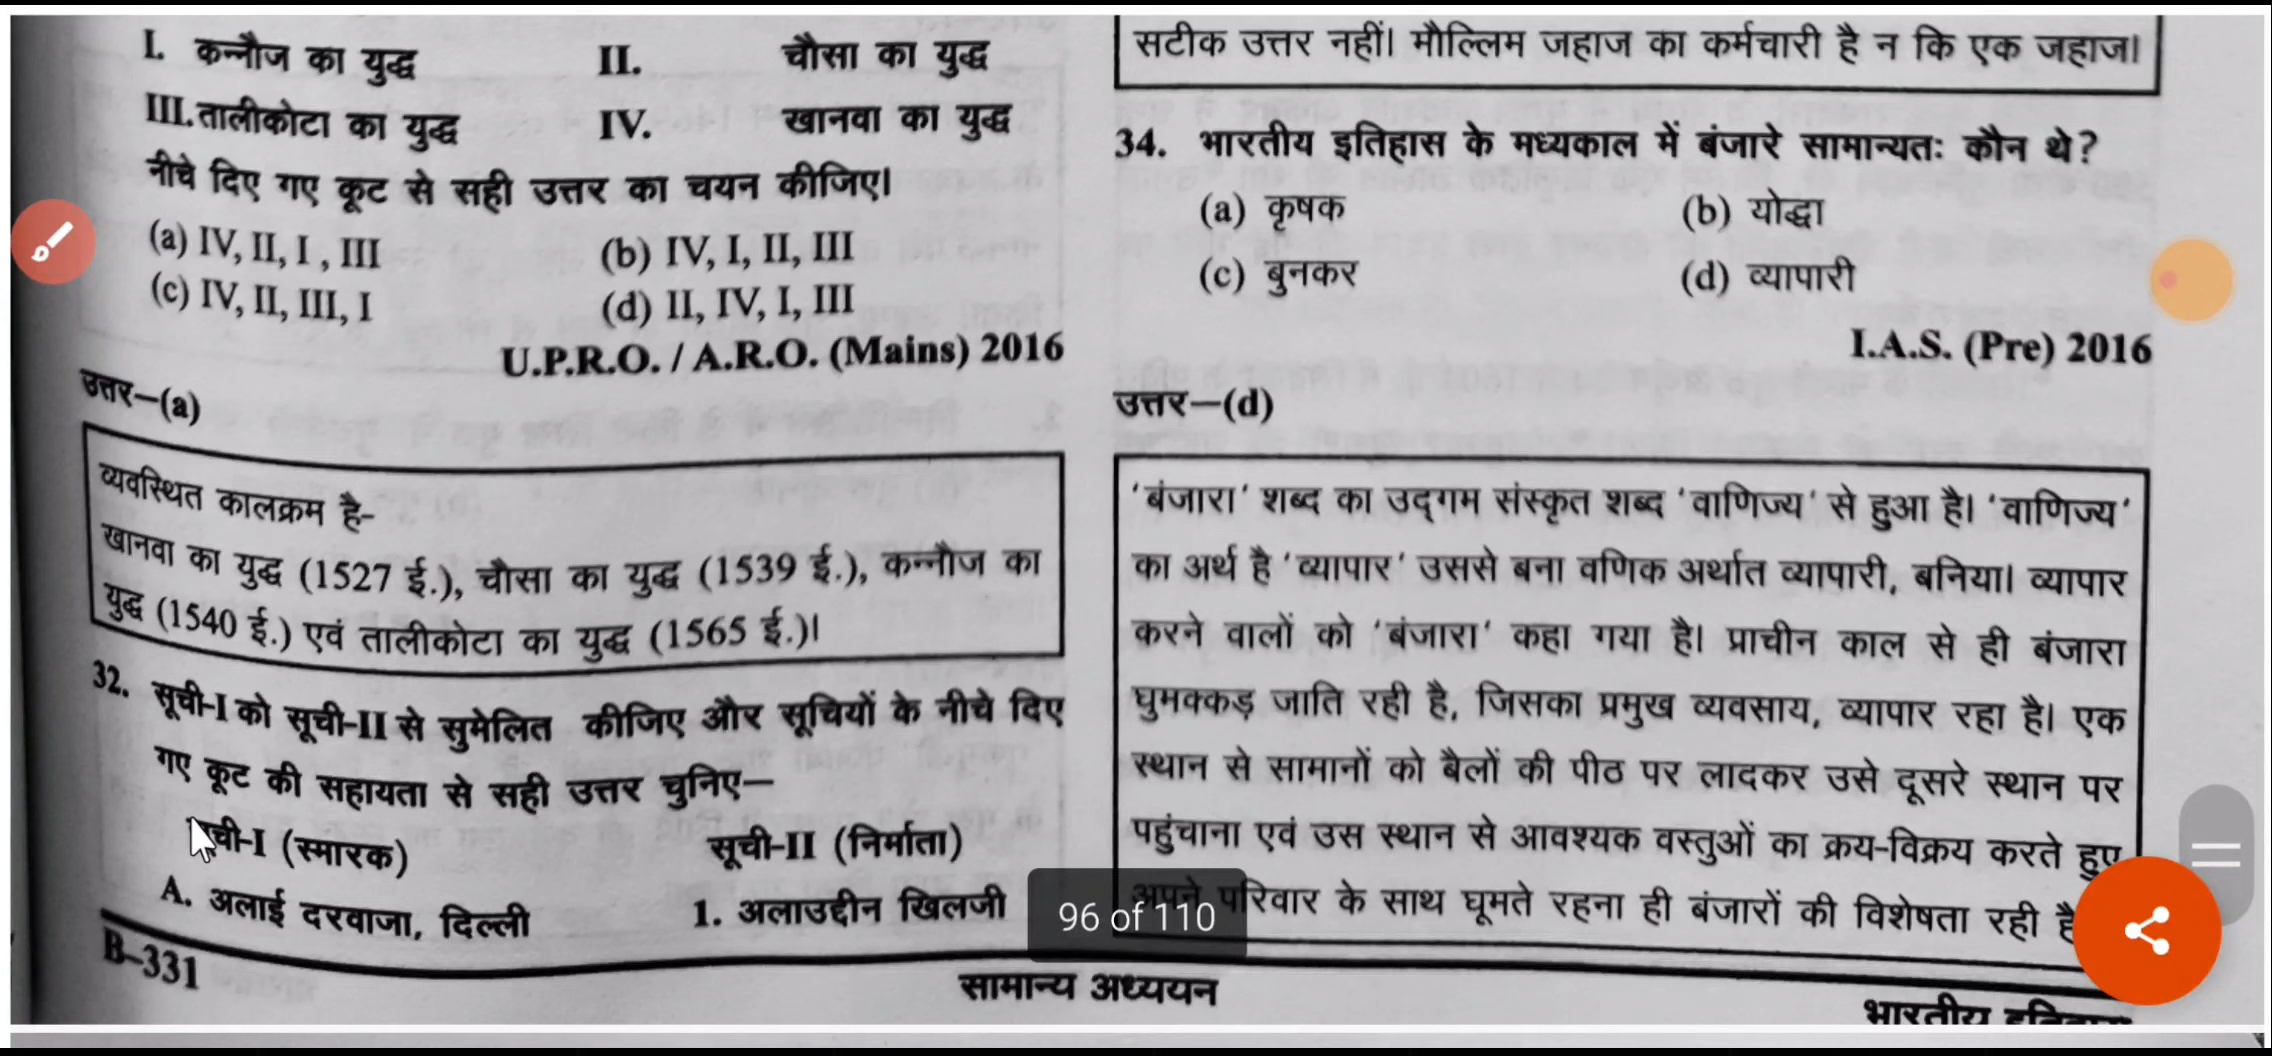 I. कन्नौज का युद्ध II. चौसा का युद्ध
III. तालीकोटा का युद्ध IV. खानवा का युद्ध
नीचे दिए गए कूट से सही उत्तर का चयन कीजिए।
(a) IV, II, I , III (b) IV, I, II, III
(c) IV, II, III, I (d) II, IV, I, III
U.P.R.O. / A.R.O. (Mains) 2016
उत्तर–(a)
व्यवस्थित कालक्रम है-
खानवा का युद्ध (1527 ई.), चौसा का युद्ध (1539 ई.), कन्नौज का
युद्ध (1540 ई.) एवं तालीकोटा का युद्ध (1565 ई.)।
32. सूची-I को सूची-II से सुमेलित कीजिए और सूचियों के नीचे दिए
गए कूट की सहायता से सही उत्तर चुनिए–
सूची-I (स्मारक) सूची-II (निर्माता)
A. अलाई दरवाजा, दिल्ली 1. अलाउद्दीन खिलजी
B–331
सटीक उत्तर नहीं। मौल्लिम जहाज का कर्मचारी है न कि एक जहाज।
34. भारतीय इतिहास के मध्यकाल में बंजारे सामान्यतः कौन थे?
(a) कृषक (b) योद्धा
(c) बुनकर (d) व्यापारी
I.A.S. (Pre) 2016
उत्तर–(d)
'बंजारा' शब्द का उद्गम संस्कृत शब्द 'वाणिज्य' से हुआ है। 'वाणिज्य'
का अर्थ है 'व्यापार' उससे बना वणिक अर्थात व्यापारी, बनिया। व्यापार
करने वालों को 'बंजारा' कहा गया है। प्राचीन काल से ही बंजारा
घुमक्कड़ जाति रही है, जिसका प्रमुख व्यवसाय, व्यापार रहा है। एक
स्थान से सामानों को बैलों की पीठ पर लादकर उसे दूसरे स्थान पर
पहुंचाना एवं उस स्थान से आवश्यक वस्तुओं का क्रय-विक्रय करते हुए
अपने परिवार के साथ घूमते रहना ही बंजारों की विशेषता रही है
96 of 110
सामान्य अध्ययन
भारतीय